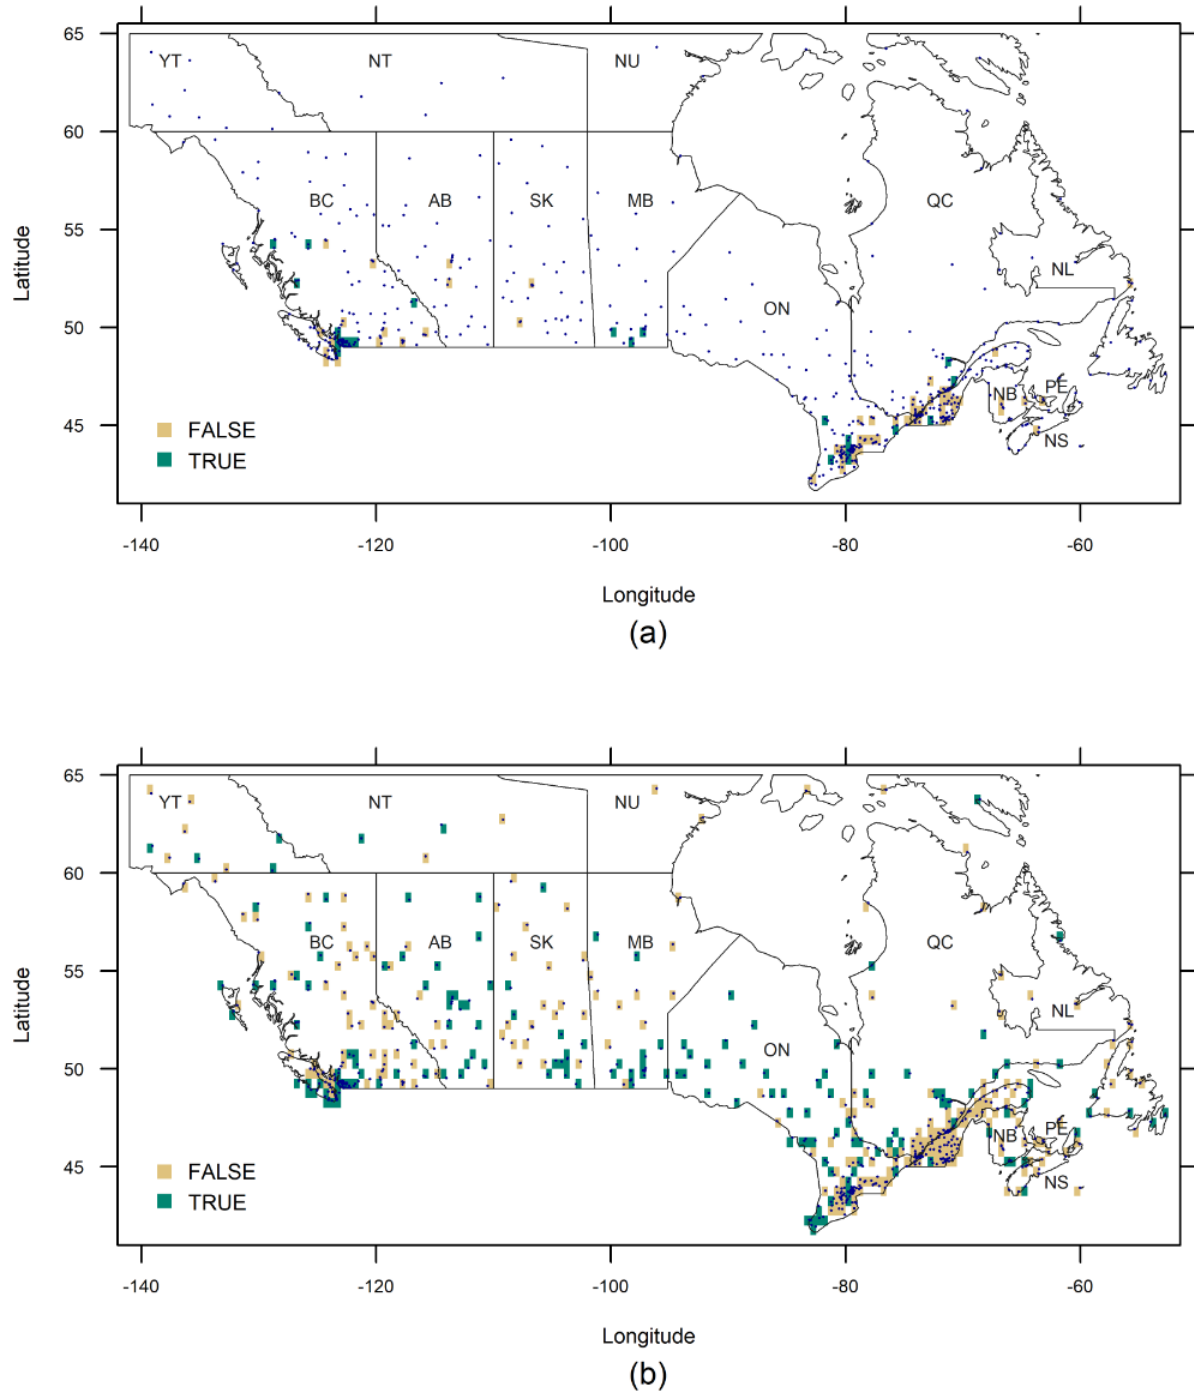 65
60
55
50
45
Latitude
YT
NT
NU
BC
AB
SK
MB
ON
QC
NL
NB
PE
NS
FALSE
TRUE
-140
-120
-100
-80
-60
Longitude
(a)
65
60
55
50
45
Latitude
YT
NT
NU
BC
AB
SK
MB
ON
QC
NL
NB
PE
NS
FALSE
TRUE
-140
-120
-100
-80
-60
Longitude
(b)